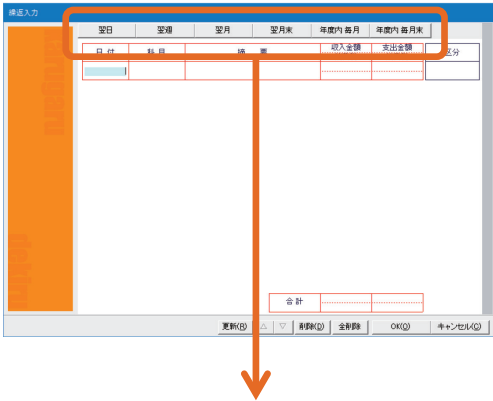 繰返入力
翌日 翌週 翌月 翌月末 年度内 毎月 年度内 毎月末
日 付 科 目 摘 要 収入金額 支出金額 区分
合 計
更新(R) △ ▽ 削除(D) 全削除 OK(O) キャンセル(C)